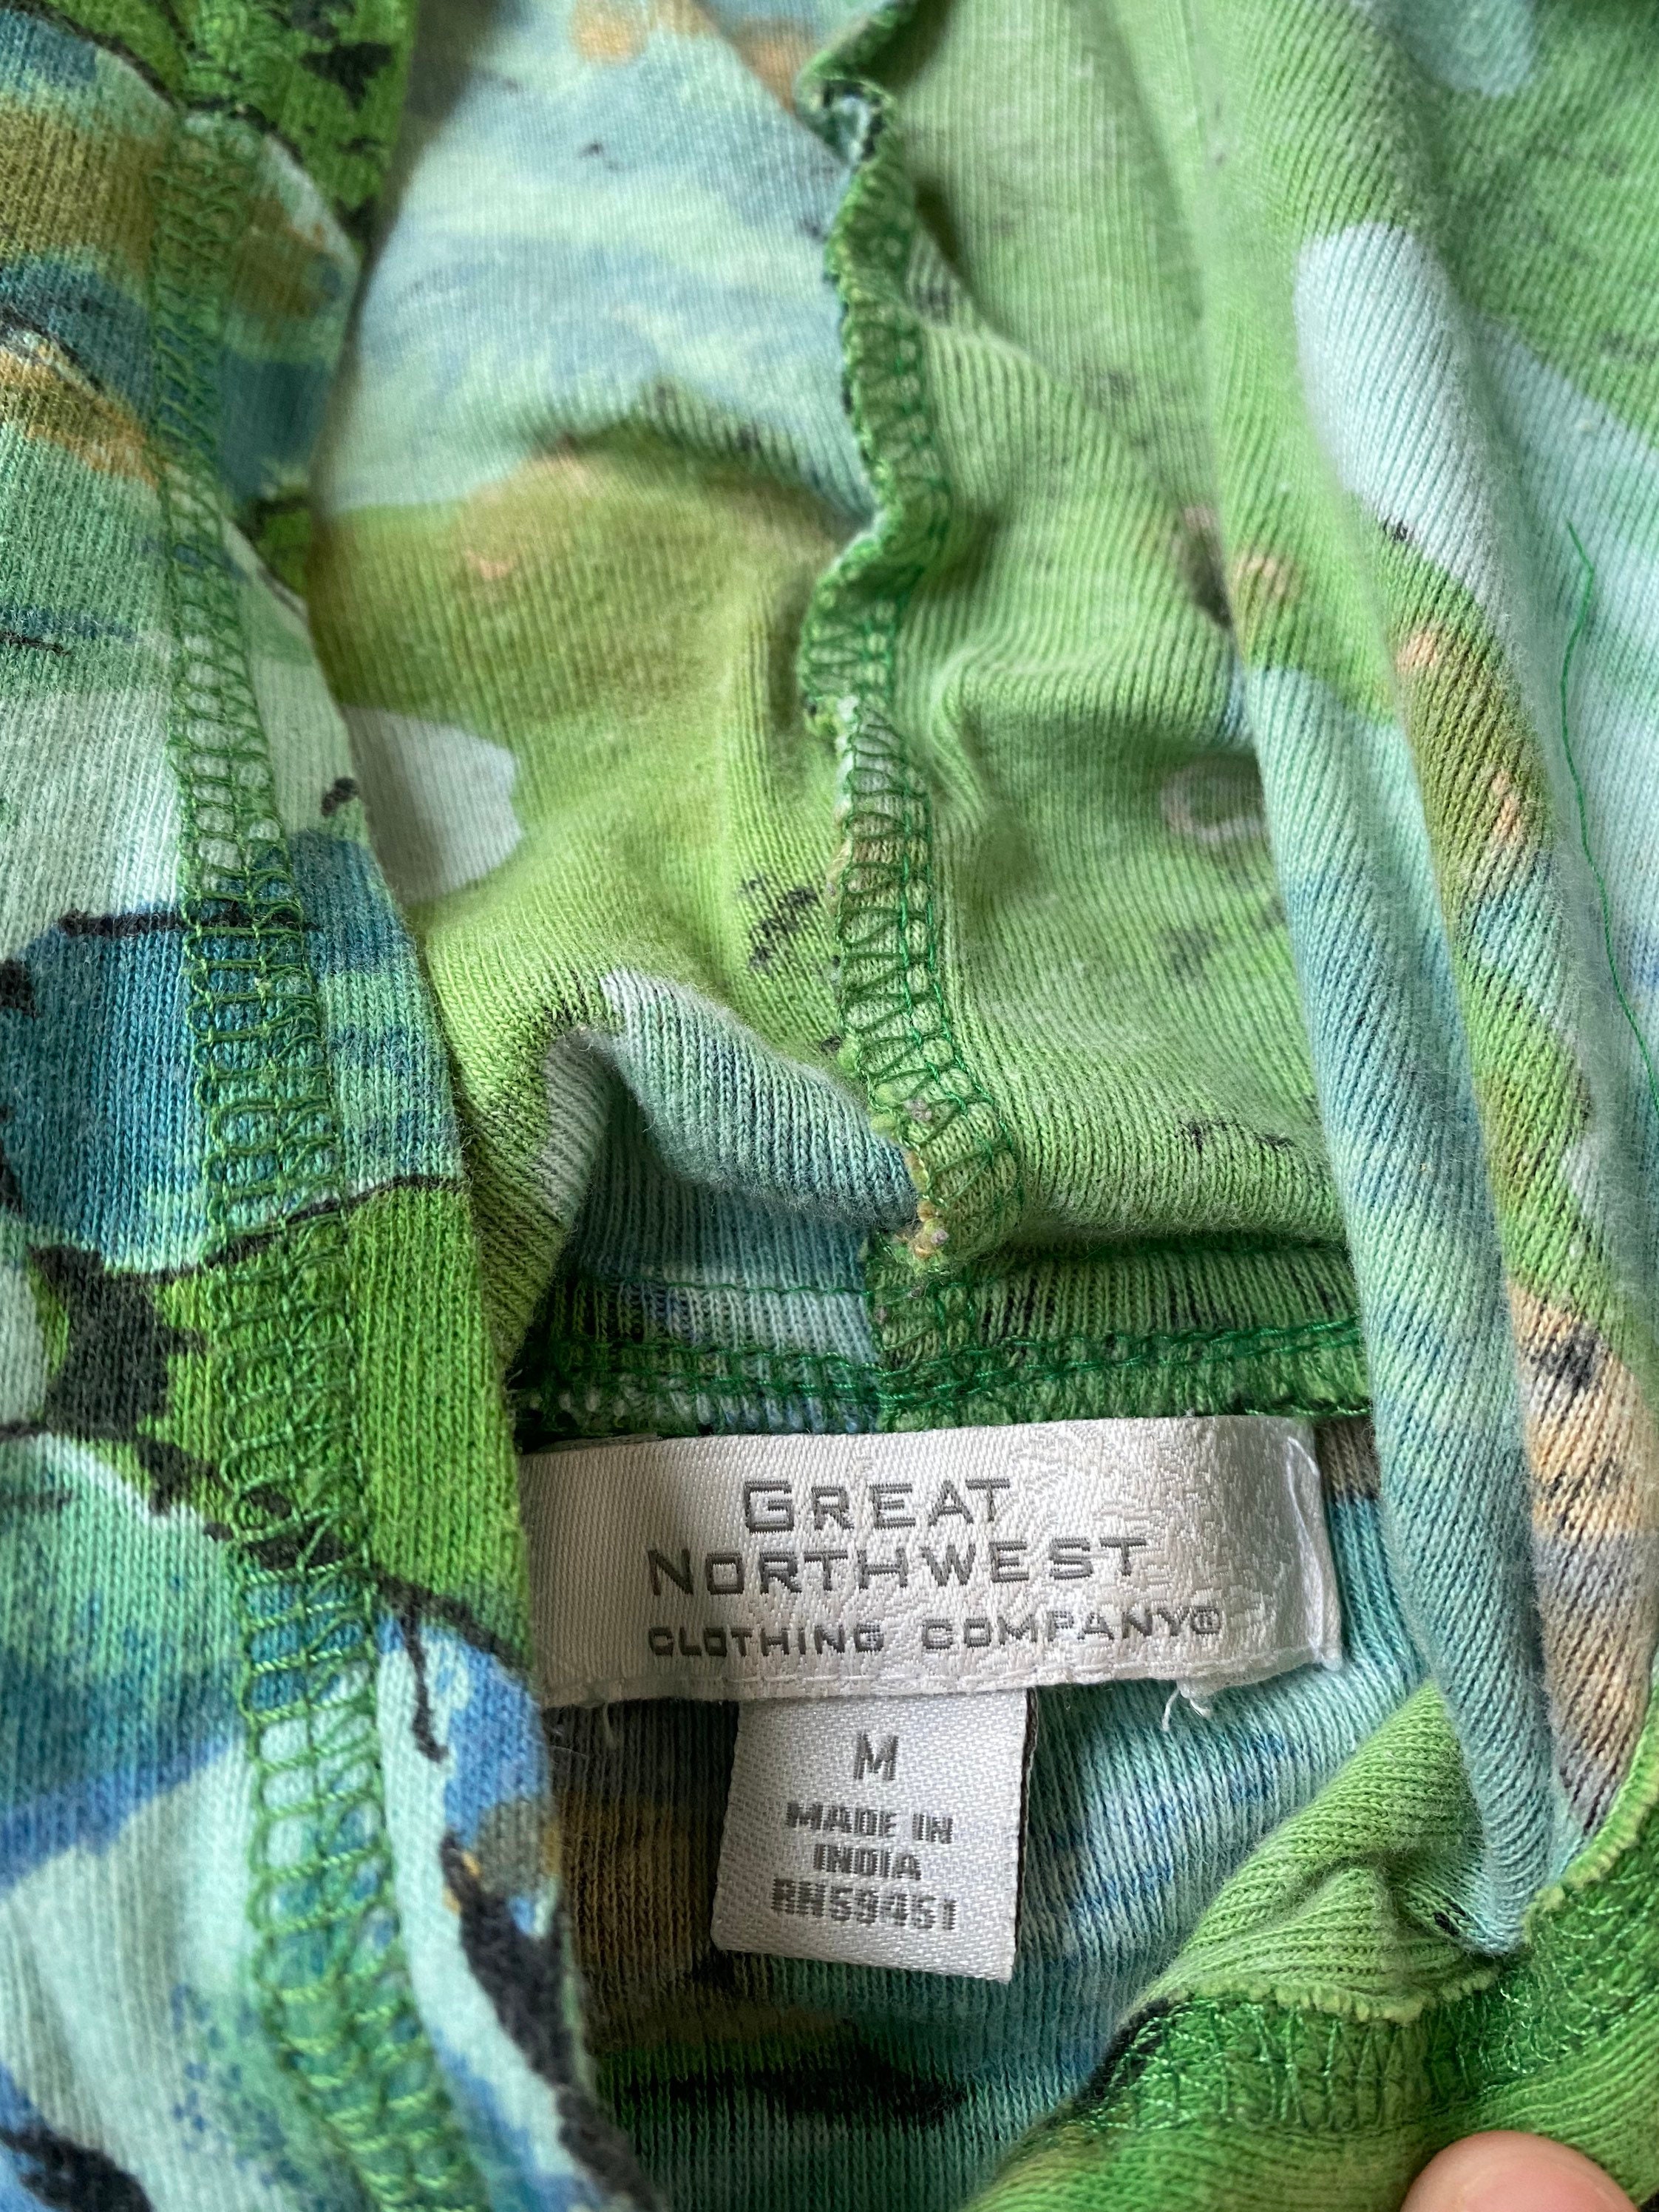 GREAT
NORTHWEST
CLOTHING COMPANY®
M
MADE IN
INDIA
RN59451